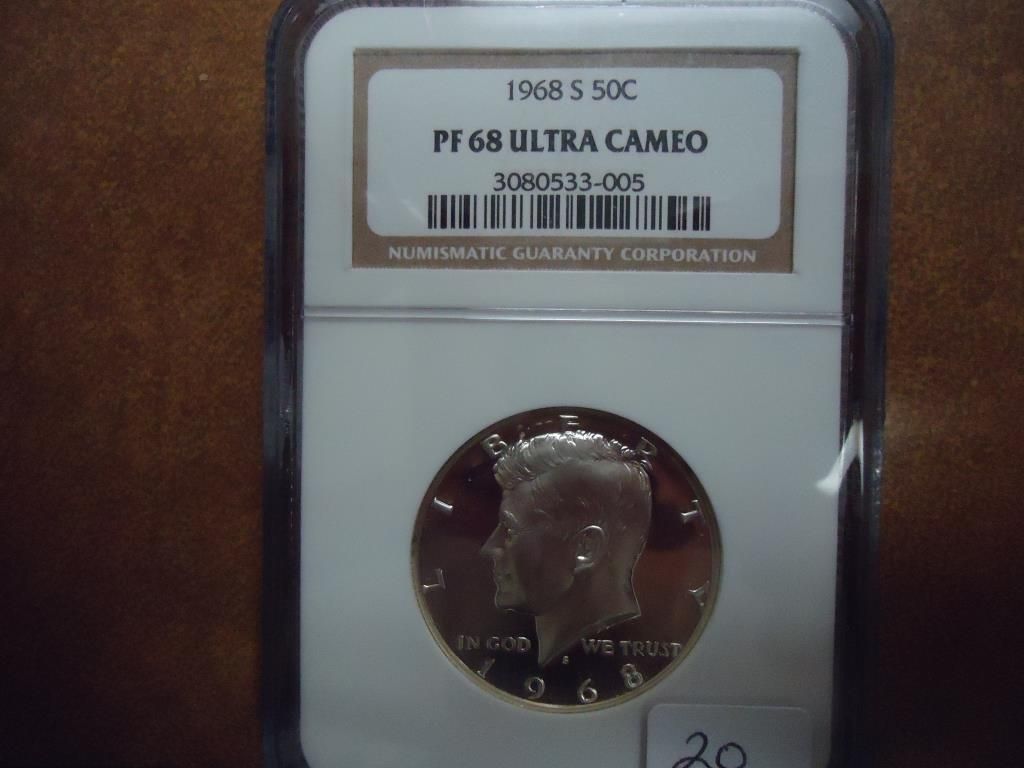 1968 S 50C
PF 68 ULTRA CAMEO
3080533-005
NUMISMATIC GUARANTY CORPORATION
LIBERTY
IN GOD WE TRUST
S
1968
20